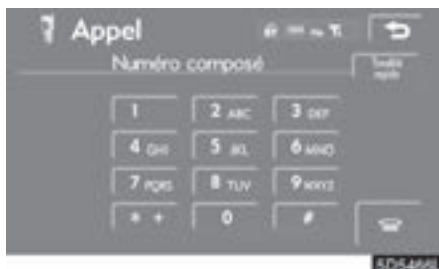 Appel
Numéro composé
1 2 ABC 3 DEF
4 GHI 5 JKL 6 MNO
7 PQRS 8 TUV 9 WXYZ
* + 0 #